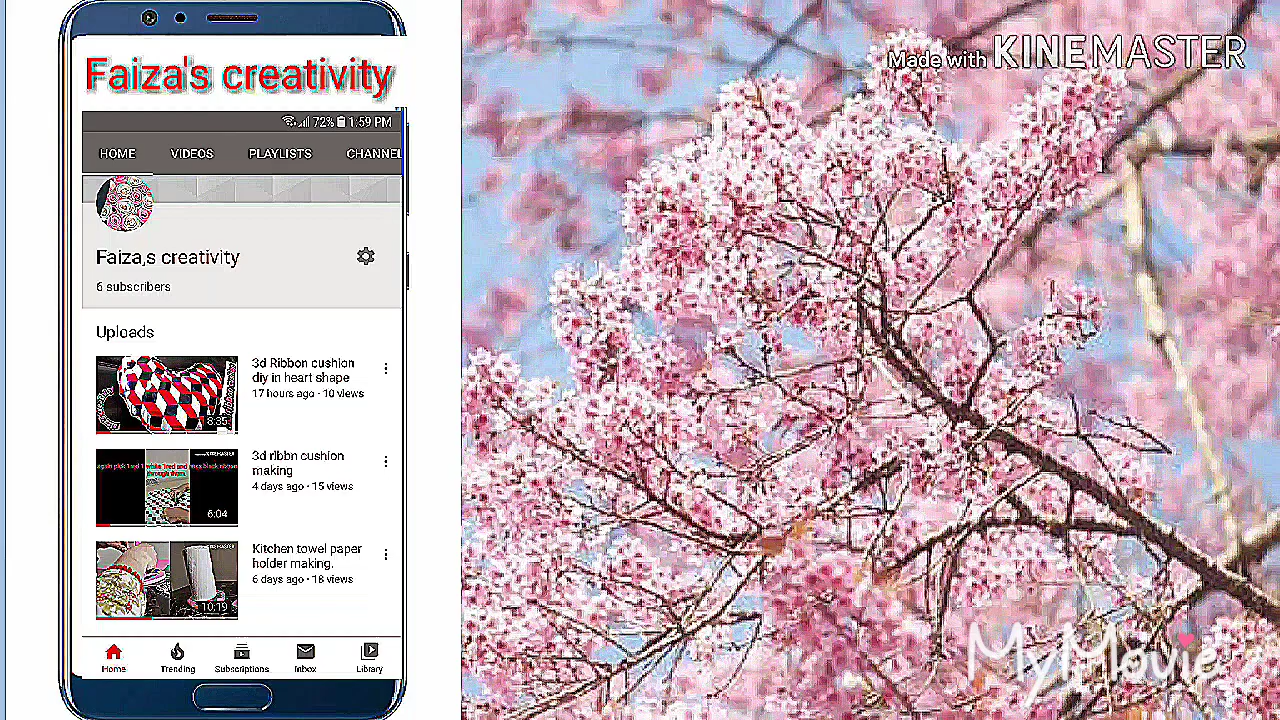 Faiza's creativity
72% 1:59 PM
HOME VIDEOS PLAYLISTS CHANNEL
Faiza,s creativity
6 subscribers
Uploads
3d Ribbon cushion
diy in heart shape
17 hours ago · 10 views
8:35
3d ribbn cushion
making
4 days ago · 15 views
6:04
Kitchen towel paper
holder making.
6 days ago · 18 views
10:19
Home Trending Subscriptions Inbox Library
Made with KINEMASTER
MyMovie